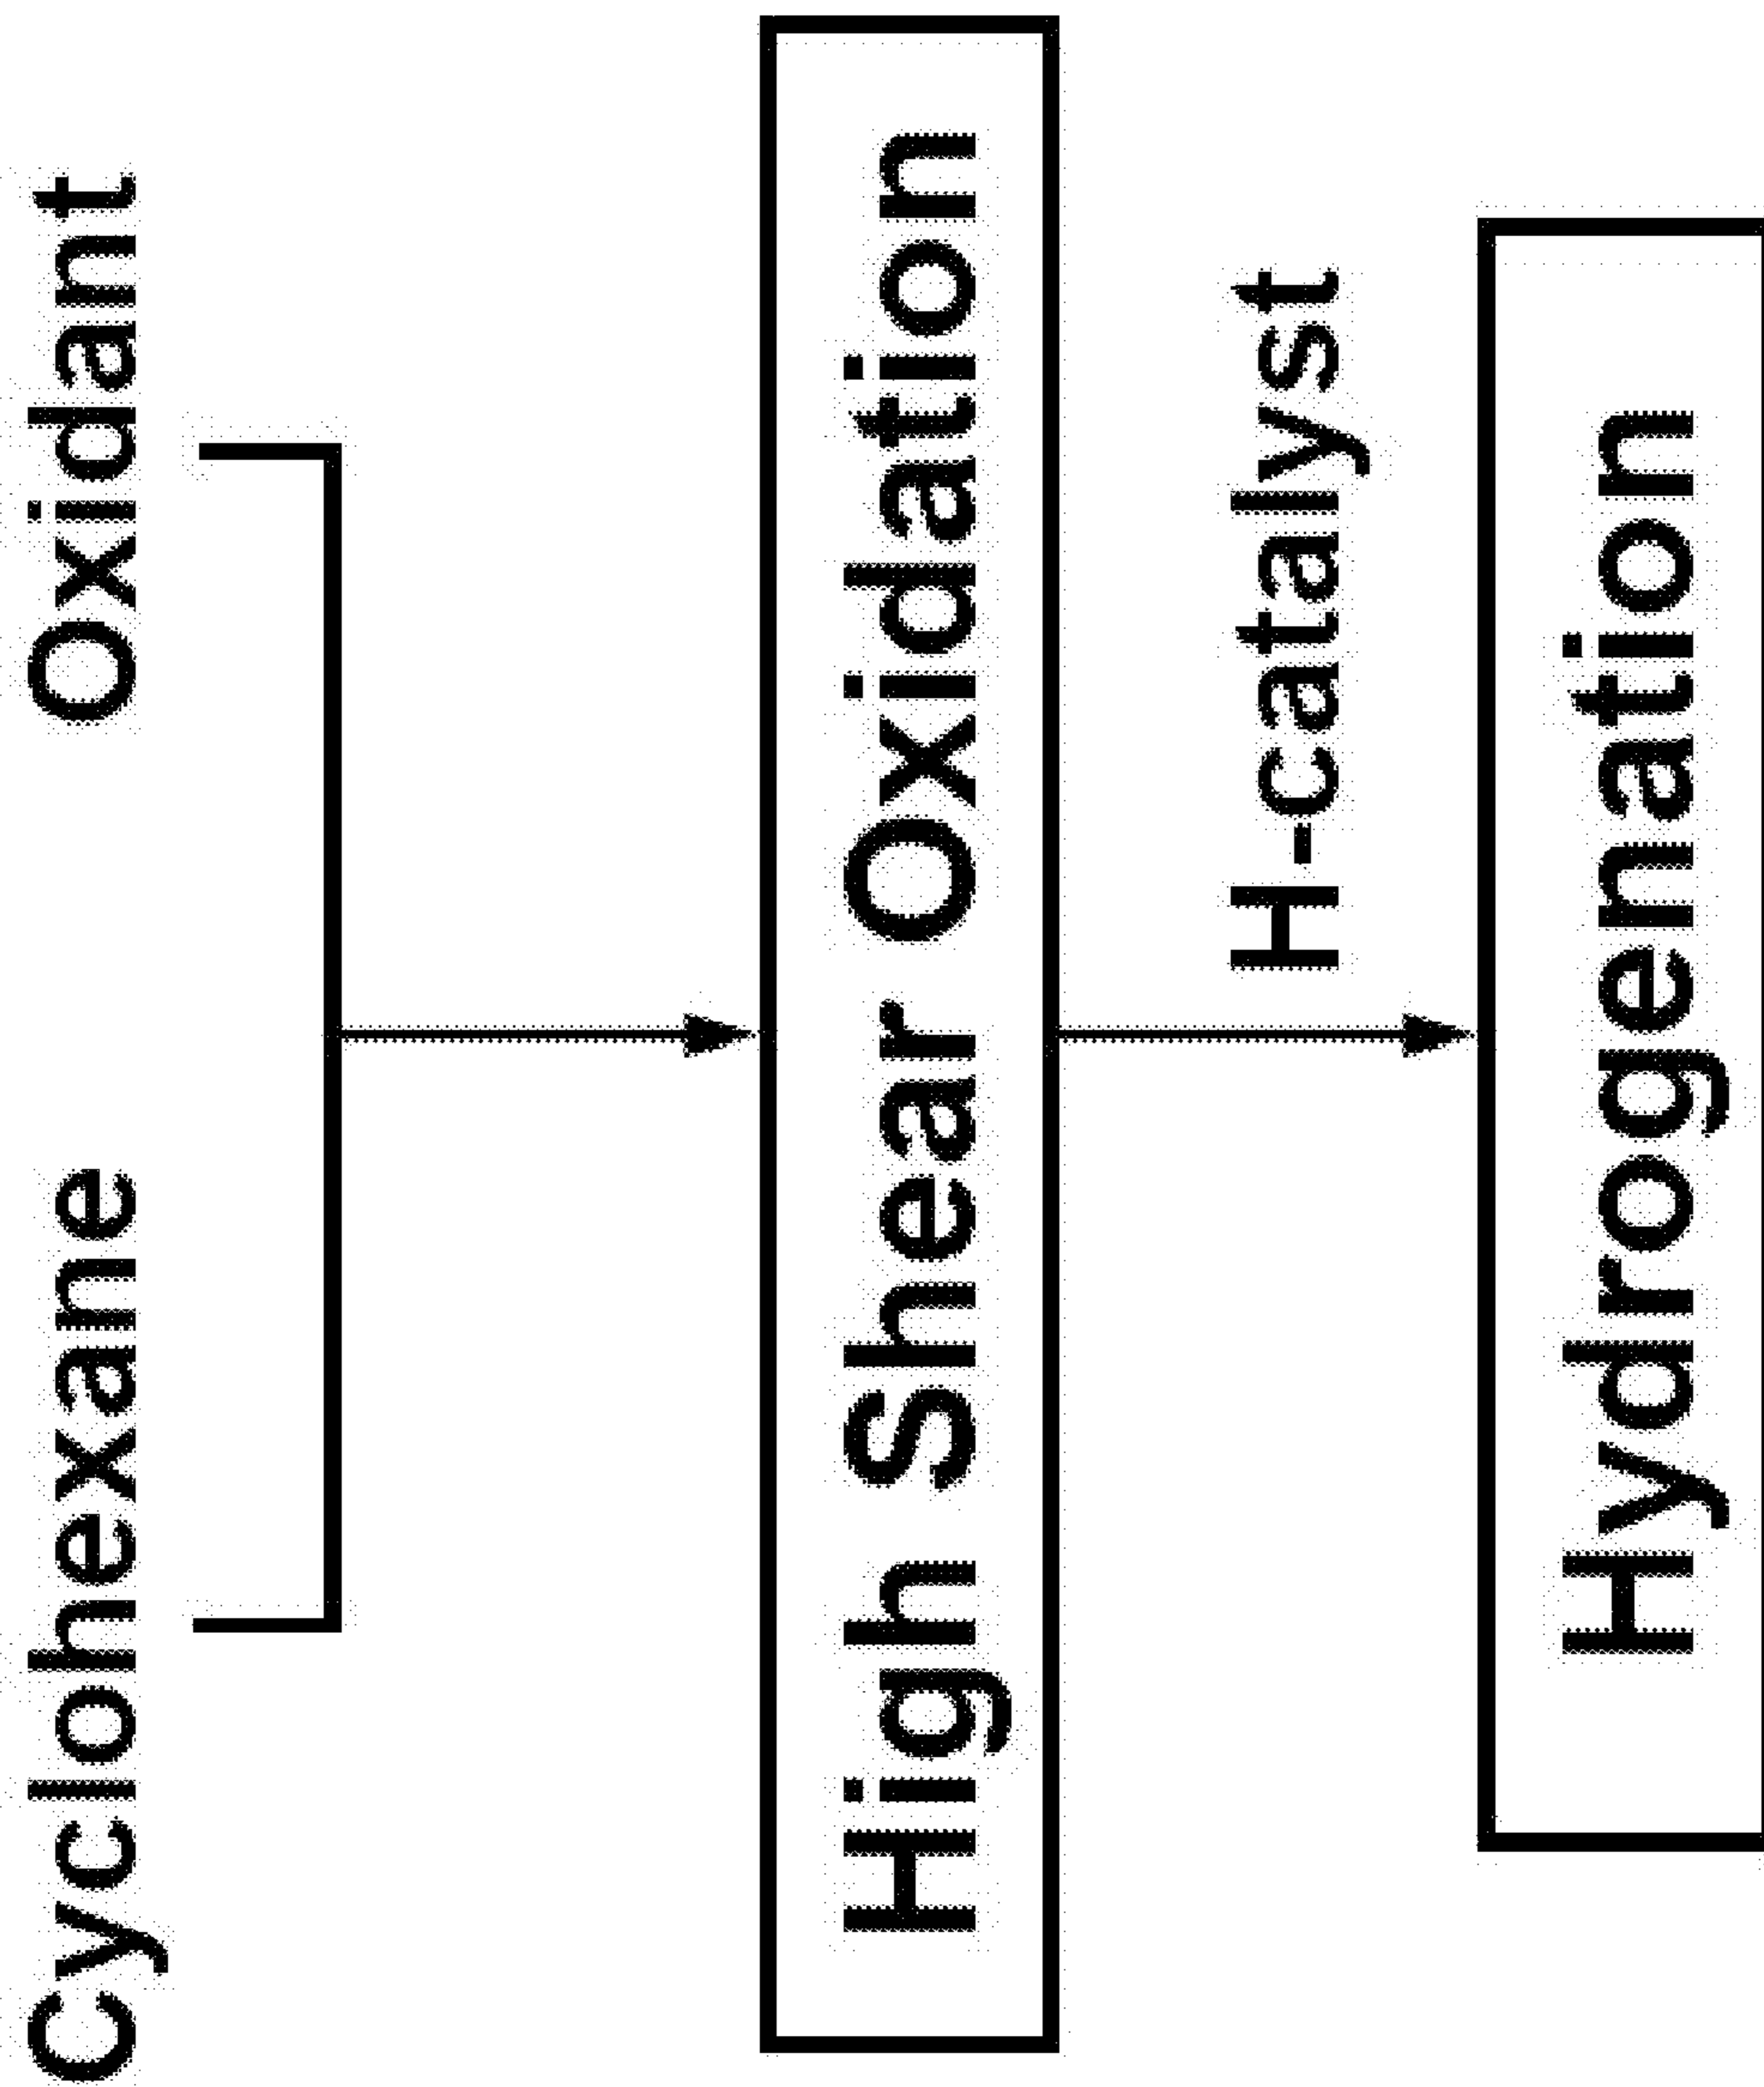 Cyclohexane Oxidant
High Shear Oxidation
H-catalyst
Hydrogenation